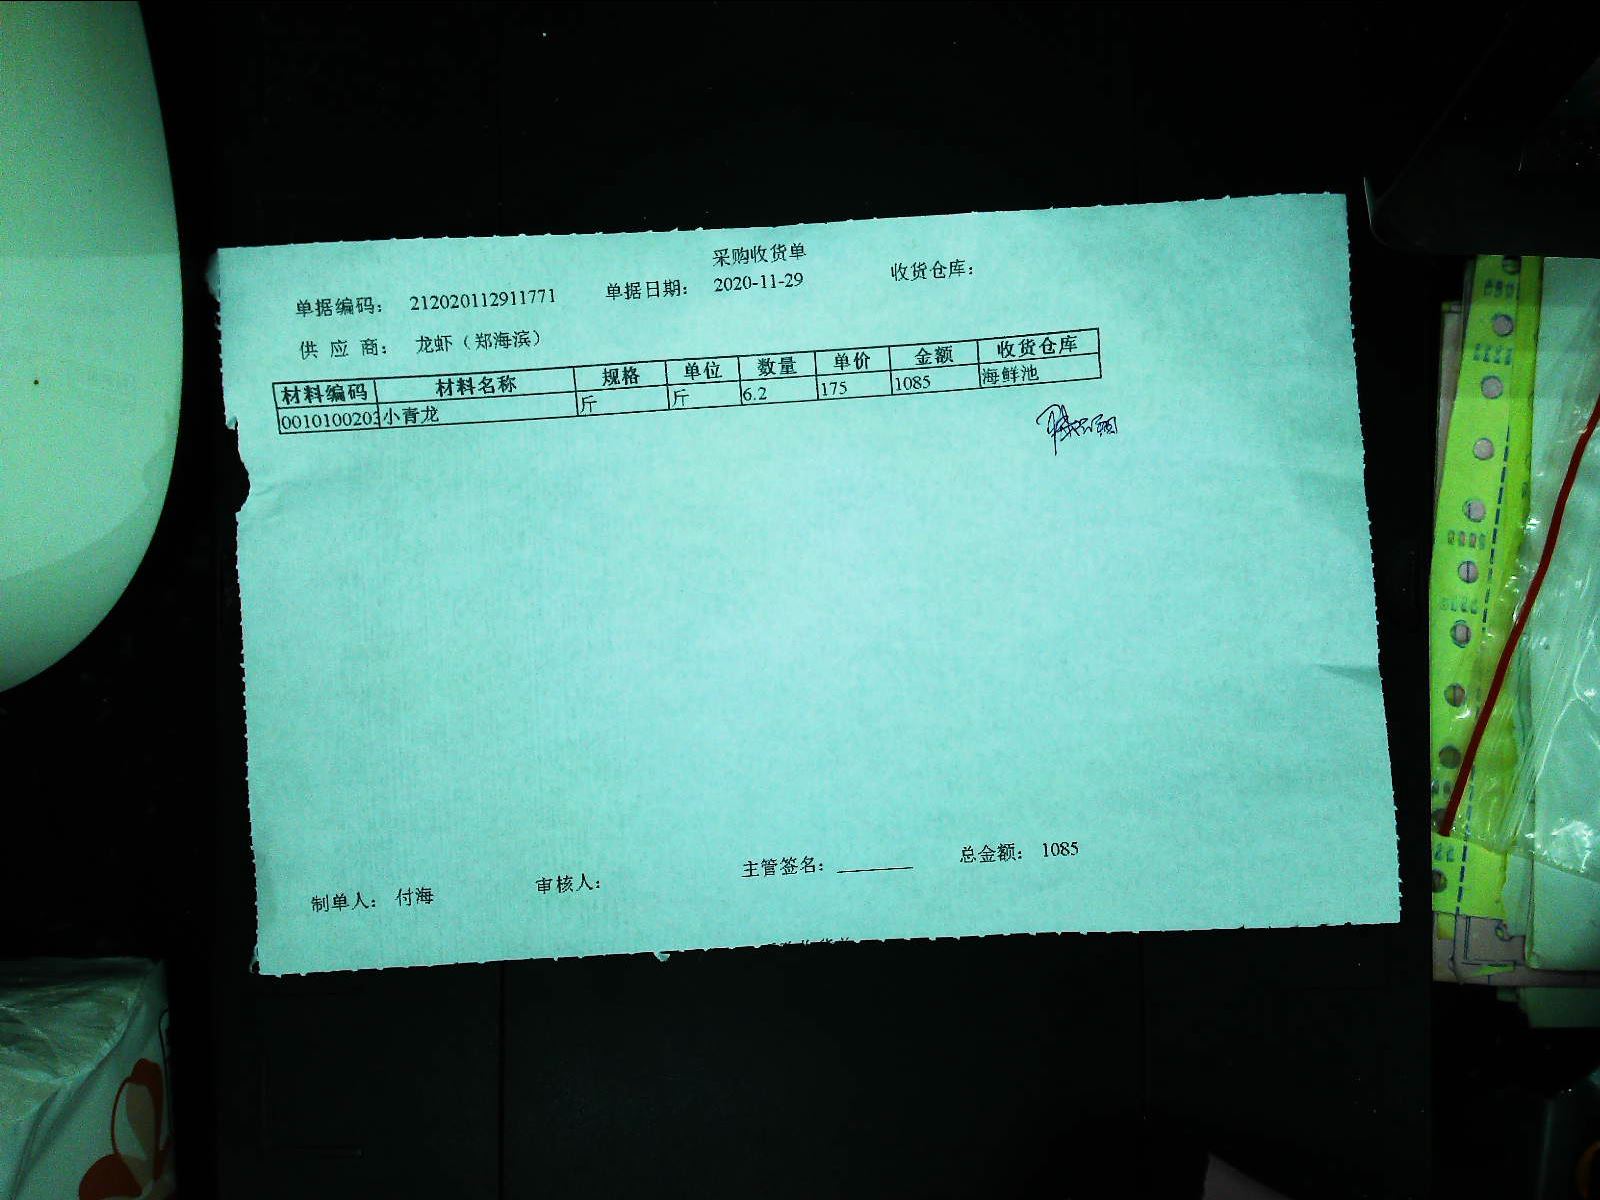 采购收货单
单据编码： 212020112911771 单据日期： 2020-11-29 收货仓库：
供 应 商： 龙虾（郑海滨）
材料编码 材料名称 规格 单位 数量 单价 金额 收货仓库
0010100203 小青龙 斤 斤 6.2 175 1085 海鲜池
制单人： 付海 审核人： 主管签名：________ 总金额： 1085